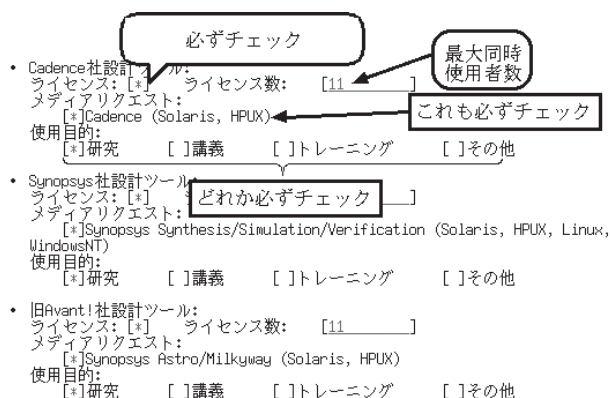 必ずチェック
最大同時
使用者数
• Cadence社設計ツール:
ライセンス: [*] ライセンス数: [11 ]
メディアリクエスト:
[*]Cadence (Solaris, HPUX)
これも必ずチェック
使用目的:
[*]研究 [ ]講義 [ ]トレーニング [ ]その他
どれか必ずチェック
• Synopsys社設計ツール:
ライセンス: [*] ]
メディアリクエスト:
[*]Synopsys Synthesis/Simulation/Verification (Solaris, HPUX, Linux,
WindowsNT)
使用目的:
[*]研究 [ ]講義 [ ]トレーニング [ ]その他
• 旧Avant!社設計ツール:
ライセンス: [*] ライセンス数: [11 ]
メディアリクエスト:
[*]Synopsys Astro/Milkyway (Solaris, HPUX)
使用目的:
[*]研究 [ ]講義 [ ]トレーニング [ ]その他